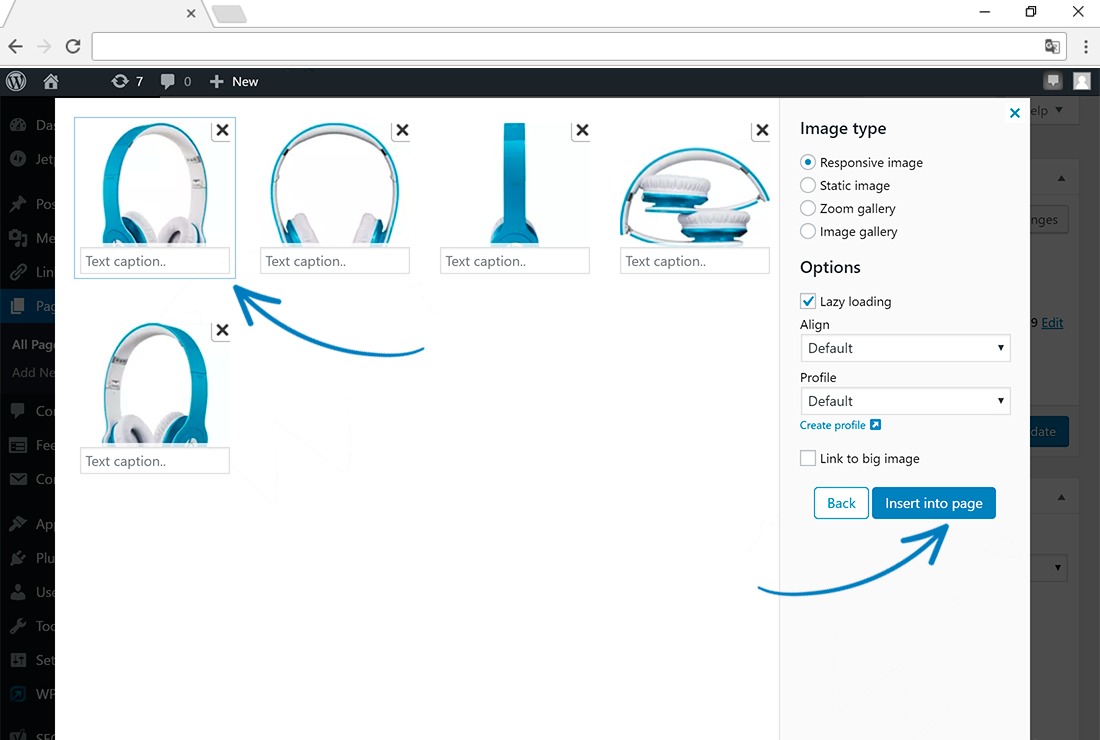 7 0 New
Das
elp
Image type
Responsive image
Static image
Zoom gallery
Image gallery
Options
Lazy loading
Align
Default
Profile
Default
Create profile
Link to big image
Back Insert into page
Text caption.. Text caption.. Text caption.. Text caption..
Text caption..
Jetp
Pos
Me
nges
Lin
Pag
9 Edit
All Page
Add Ne
Co
date
Fee
Co
App
Plu
Use
Too
Set
WP
SEO